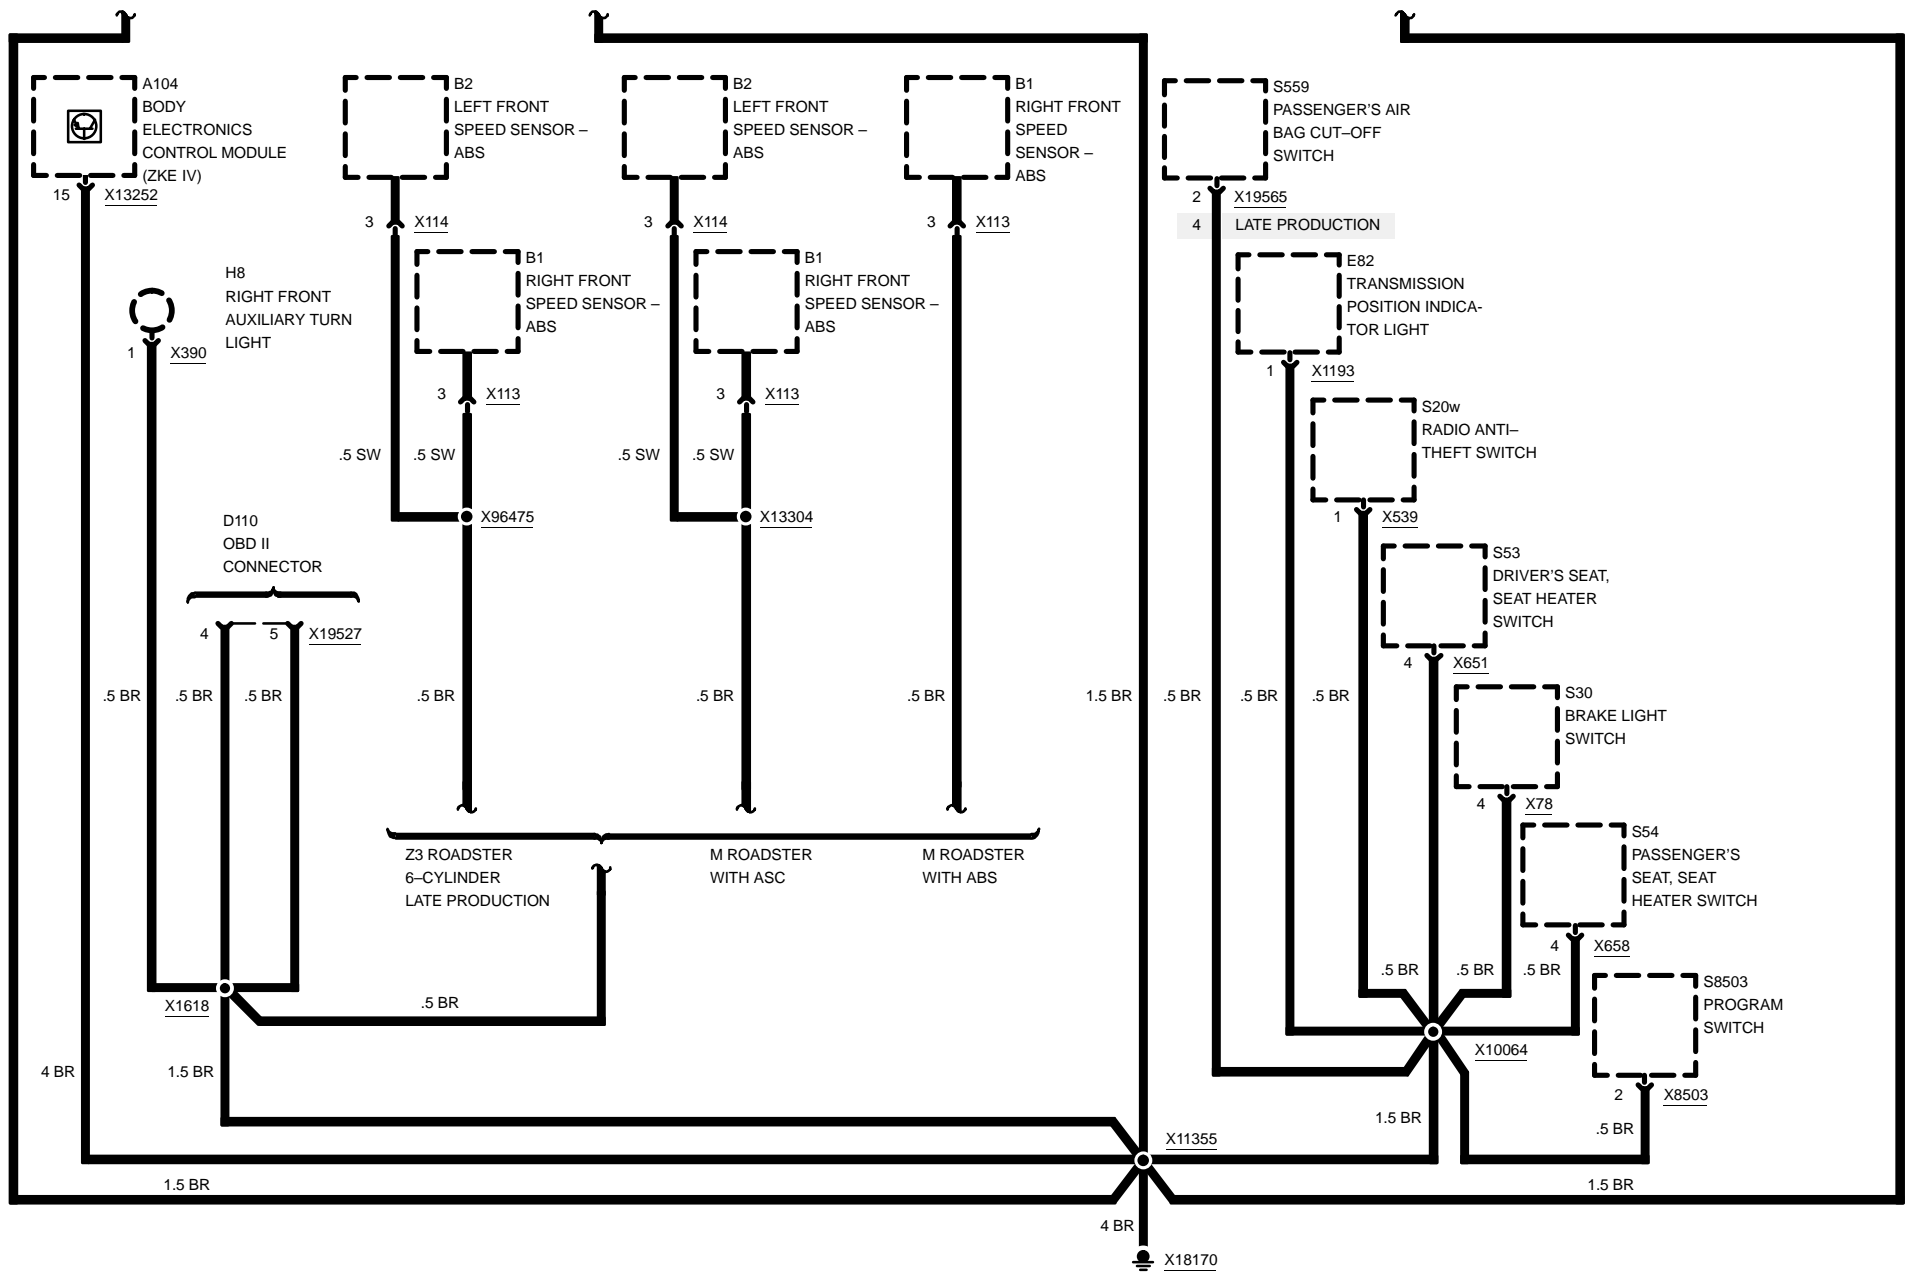 A104
BODY
ELECTRONICS
CONTROL MODULE
(ZKE IV)
15 X13252
B2
LEFT FRONT
SPEED SENSOR –
ABS
3 X114
B2
LEFT FRONT
SPEED SENSOR –
ABS
3 X114
B1
RIGHT FRONT
SPEED
SENSOR –
ABS
3 X113
S559
PASSENGER'S AIR
BAG CUT–OFF
SWITCH
2 X19565
4 LATE PRODUCTION
H8
RIGHT FRONT
AUXILIARY TURN
LIGHT
1 X390
B1
RIGHT FRONT
SPEED SENSOR –
ABS
3 X113
B1
RIGHT FRONT
SPEED SENSOR –
ABS
3 X113
E82
TRANSMISSION
POSITION INDICA-
TOR LIGHT
1 X1193
S20w
RADIO ANTI–
THEFT SWITCH
1 X539
.5 SW .5 SW .5 SW .5 SW
X96475 X13304
D110
OBD II
CONNECTOR
4 5 X19527
S53
DRIVER'S SEAT,
SEAT HEATER
SWITCH
4 X651
.5 BR .5 BR .5 BR .5 BR .5 BR .5 BR 1.5 BR .5 BR .5 BR .5 BR
S30
BRAKE LIGHT
SWITCH
4 X78
Z3 ROADSTER
6–CYLINDER
LATE PRODUCTION
M ROADSTER
WITH ASC
M ROADSTER
WITH ABS
S54
PASSENGER'S
SEAT, SEAT
HEATER SWITCH
4 X658
.5 BR .5 BR .5 BR
S8503
PROGRAM
SWITCH
2 X8503
X1618
.5 BR
X10064
4 BR 1.5 BR
1.5 BR
.5 BR
X11355
1.5 BR 1.5 BR
4 BR
X18170